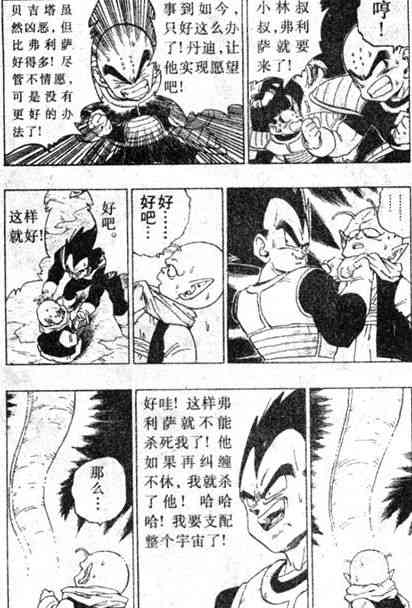 哼！
小林叔
叔,弗利
萨就要
来了!
事到如今,
只好这么办
了!丹迪,让
他实现愿望
吧!
贝吉塔虽
然凶恶,但
比弗利萨
好得多!尽
管不情愿,
可是没有
更好的办
法了!
……
……
好……
好吧……
好吧。
这样
就好!
好哇!这样弗
利萨就不能
杀死我了!他
如果再纠缠
不休,我就杀
了他!哈哈
哈!我要支配
整个宇宙了!
那么…